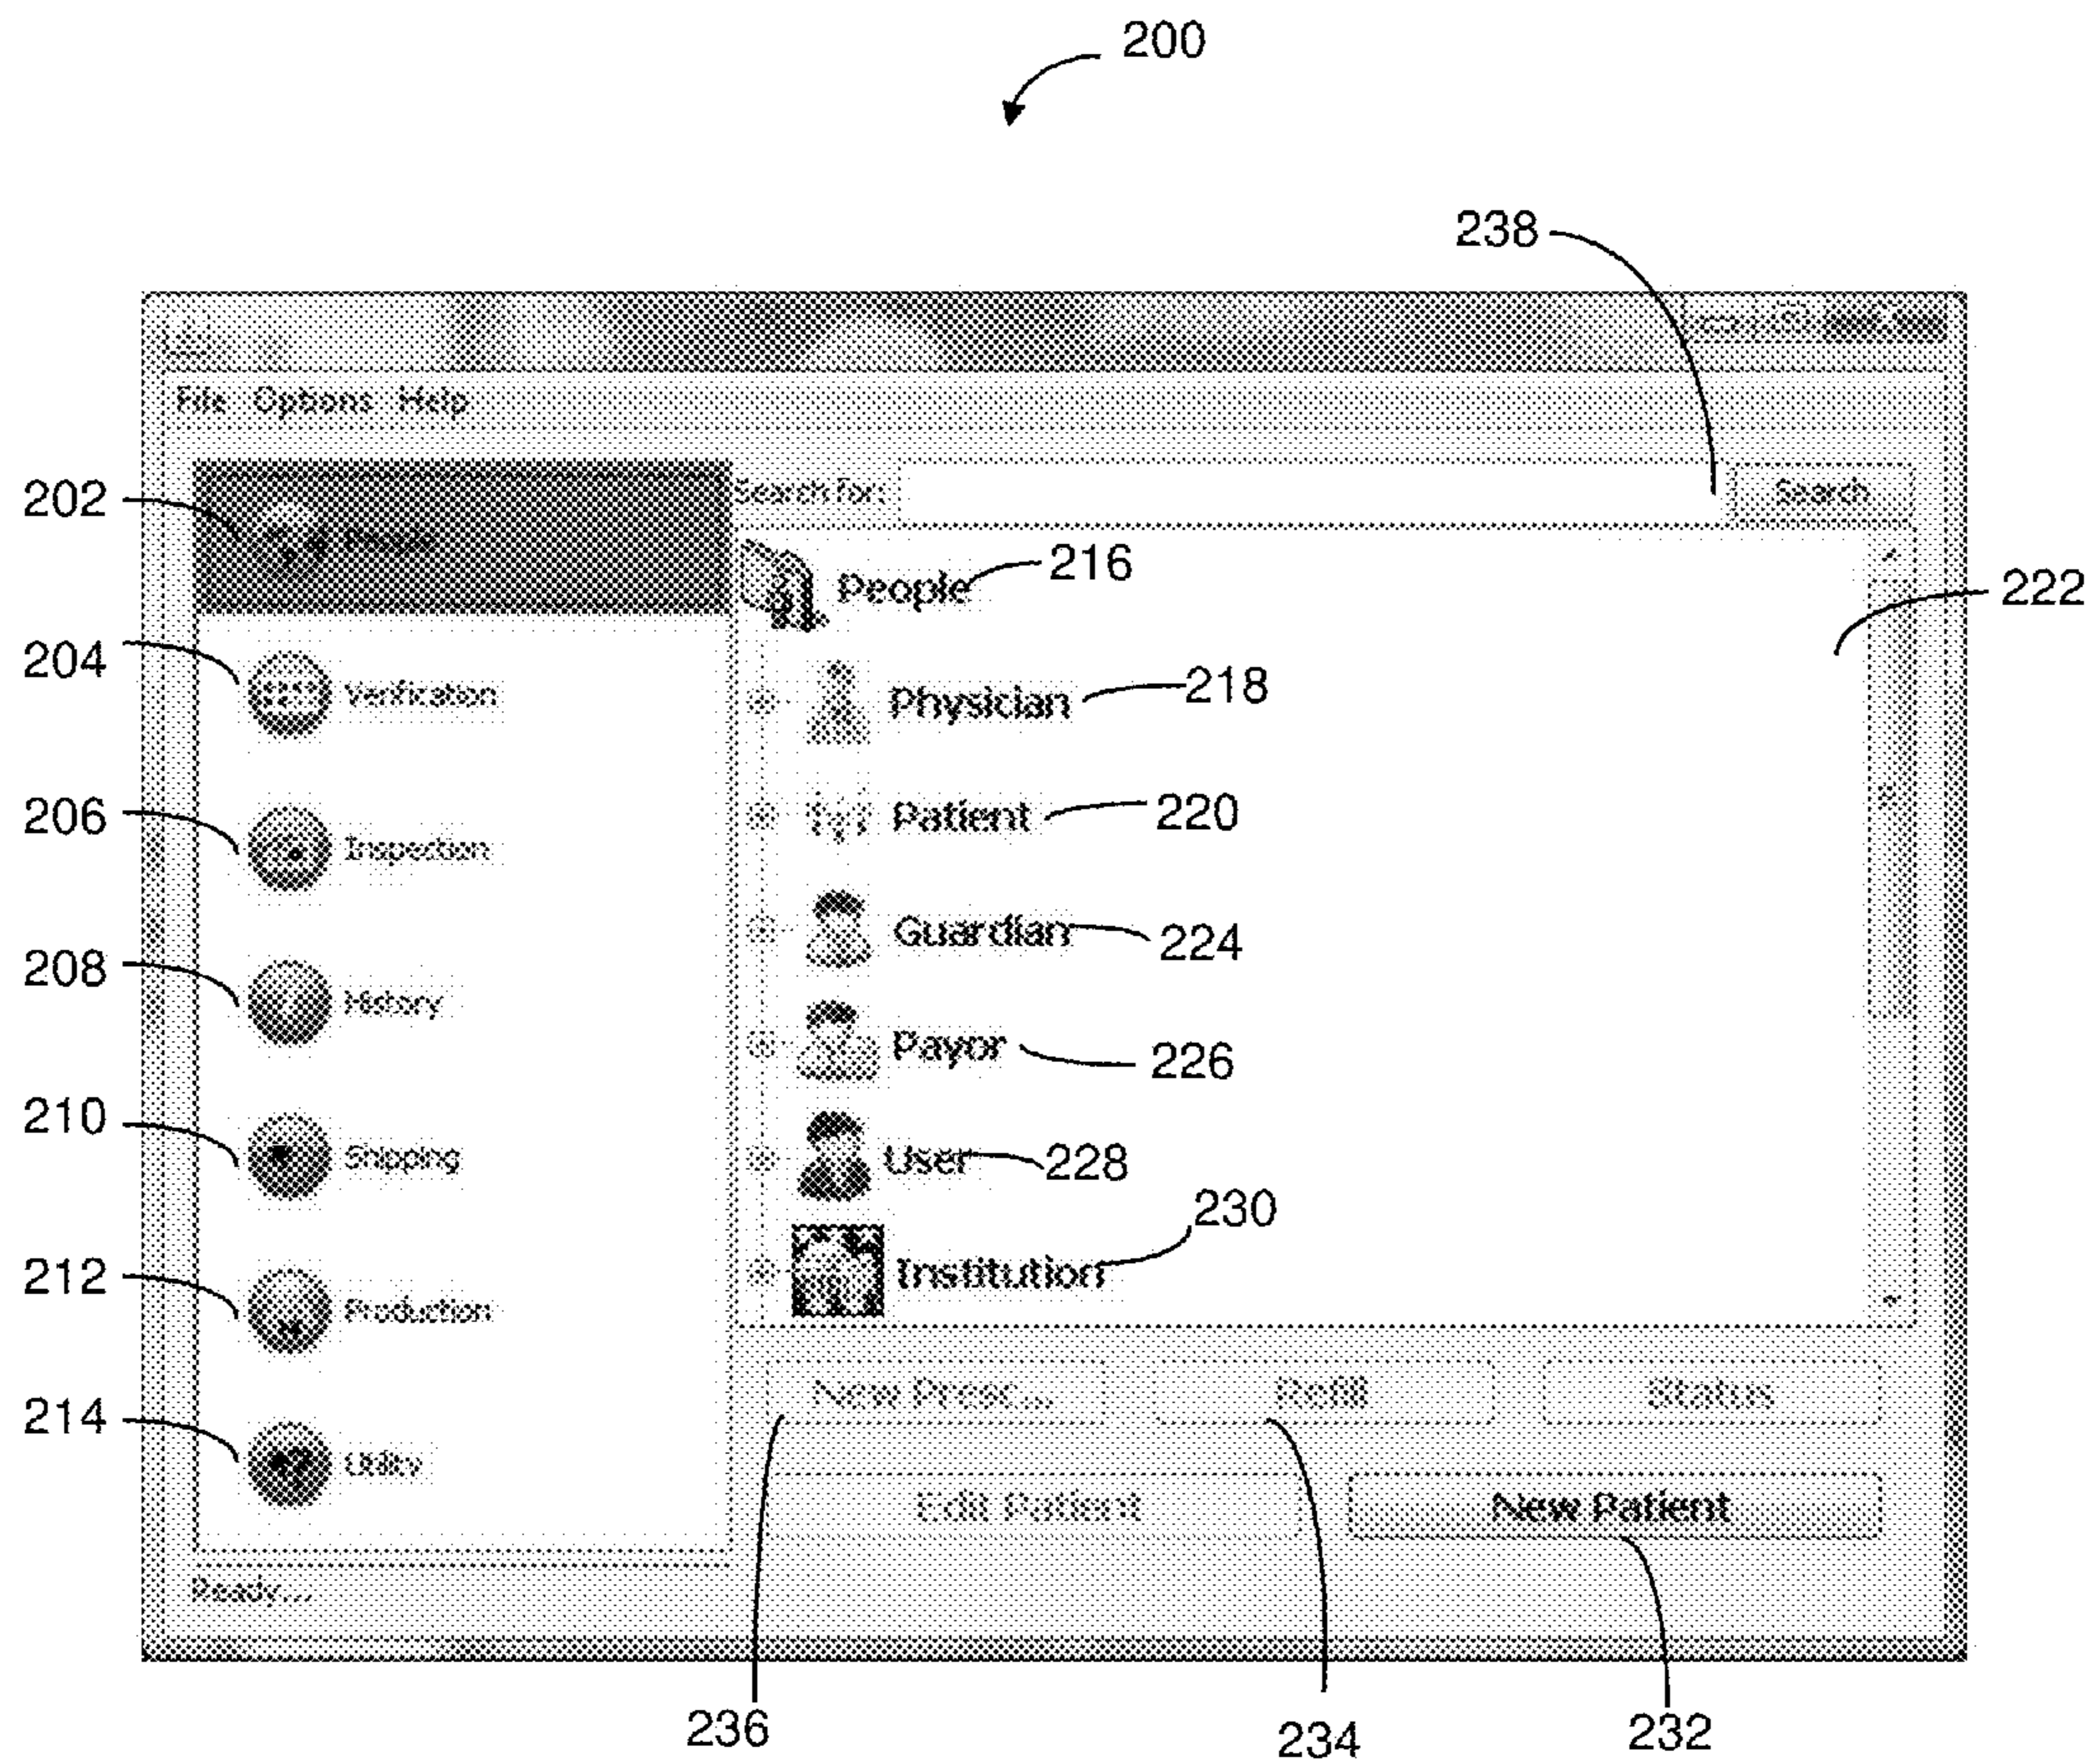 200
238
File Options Help
202
Search for:
Search
People 216
222
204
Verification
Physician 218
206
Inspection
Patient 220
Guardian 224
208
History
Payor 226
210
Shipping
User 228
230
212
Production
Institution
New Presc...
Refill
Status
214
Utility
Edit Patient
New Patient
Ready...
236
234
232